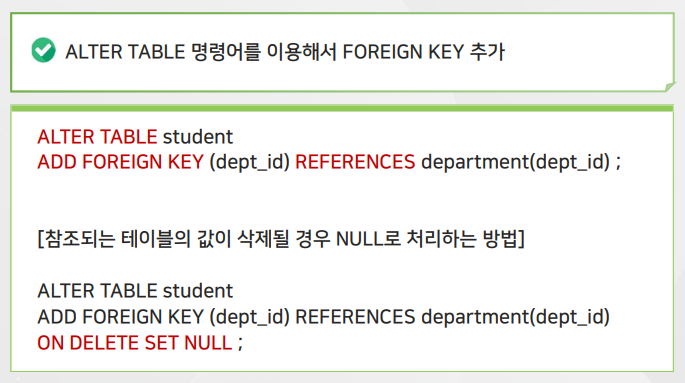 ALTER TABLE 명령어를 이용해서 FOREIGN KEY 추가
ALTER TABLE student
ADD FOREIGN KEY (dept_id) REFERENCES department(dept_id) ;
[참조되는 테이블의 값이 삭제될 경우 NULL로 처리하는 방법]
ALTER TABLE student
ADD FOREIGN KEY (dept_id) REFERENCES department(dept_id)
ON DELETE SET NULL ;